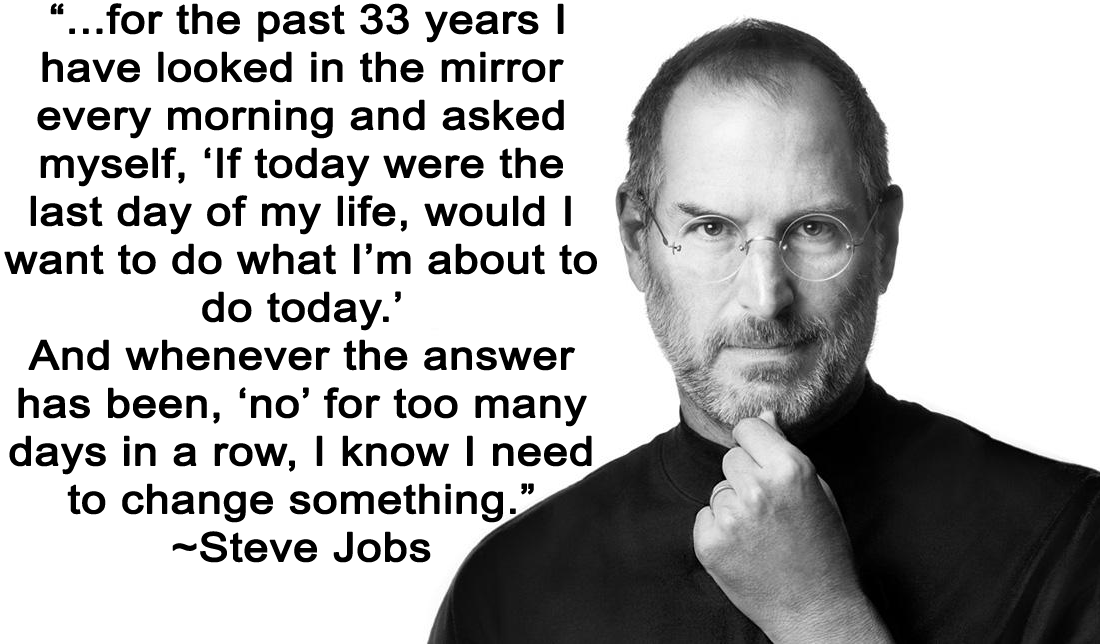 “...for the past 33 years I
have looked in the mirror
every morning and asked
myself, ‘If today were the
last day of my life, would I
want to do what I’m about to
do today.’
And whenever the answer
has been, ‘no’ for too many
days in a row, I know I need
to change something.”
~Steve Jobs